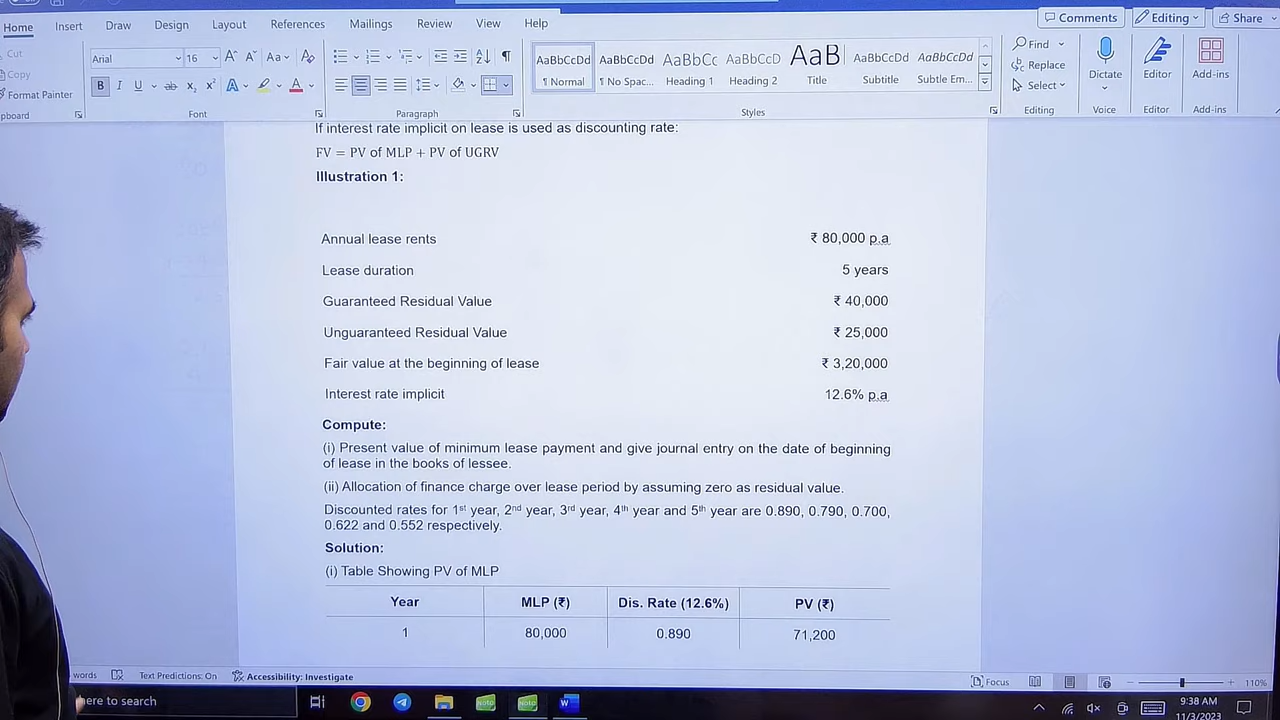 Home Insert Draw Design Layout References Mailings Review View Help Comments Editing Share
Cut
Copy
Format Painter
pboard
Arial 16 Aa
B I U ab x₂ x² A A
Font
Paragraph
AaBbCcDd AaBbCcDd AaBbCc AaBbCcD AaB AaBbCcDd AaBbCcDd
¶ Normal ¶ No Spac... Heading 1 Heading 2 Title Subtitle Subtle Em...
Styles
Find
Replace
Select
Editing
Dictate
Voice
Editor
Editor
Add-ins
Add-ins
If interest rate implicit on lease is used as discounting rate:
FV = PV of MLP + PV of UGRV
Illustration 1:
Annual lease rents ₹ 80,000 p.a
Lease duration 5 years
Guaranteed Residual Value ₹ 40,000
Unguaranteed Residual Value ₹ 25,000
Fair value at the beginning of lease ₹ 3,20,000
Interest rate implicit 12.6% p.a
Compute:
(i) Present value of minimum lease payment and give journal entry on the date of beginning
of lease in the books of lessee.
(ii) Allocation of finance charge over lease period by assuming zero as residual value.
Discounted rates for 1st year, 2nd year, 3rd year, 4th year and 5th year are 0.890, 0.790, 0.700,
0.622 and 0.552 respectively.
Solution:
(i) Table Showing PV of MLP
Year MLP (₹) Dis. Rate (12.6%) PV (₹)
1 80,000 0.890 71,200
words Text Predictions: On Accessibility: Investigate Focus 110%
here to search
9:38 AM
11/3/2023